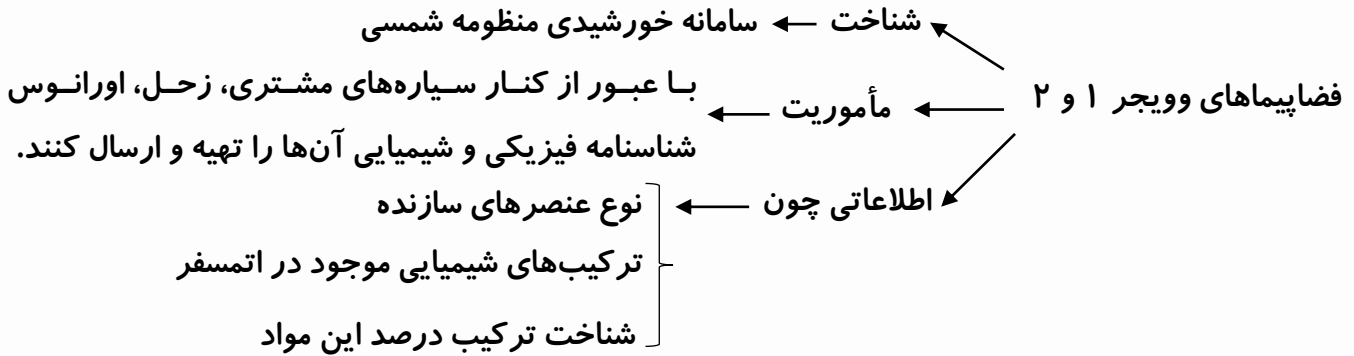 شناخت
سامانه خورشیدی منظومه شمسی
فضاپیماهای وویجر ۱ و ۲
مأموریت
با عبور از کنار سیاره‌های مشتری، زحل، اورانوس
شناسنامه فیزیکی و شیمیایی آن‌ها را تهیه و ارسال کنند.
اطلاعاتی چون
نوع عنصرهای سازنده
ترکیب‌های شیمیایی موجود در اتمسفر
شناخت ترکیب درصد این مواد